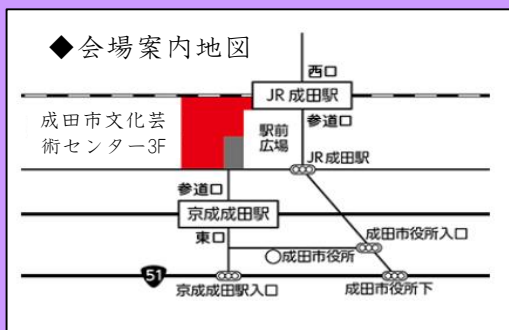 ◆会場案内地図
西口
JR成田駅
成田市文化芸
術センター3F
駅前
広場
参道口
JR成田駅
参道口
京成成田駅
東口
成田市役所入口
成田市役所
51
京成成田駅入口
成田市役所下